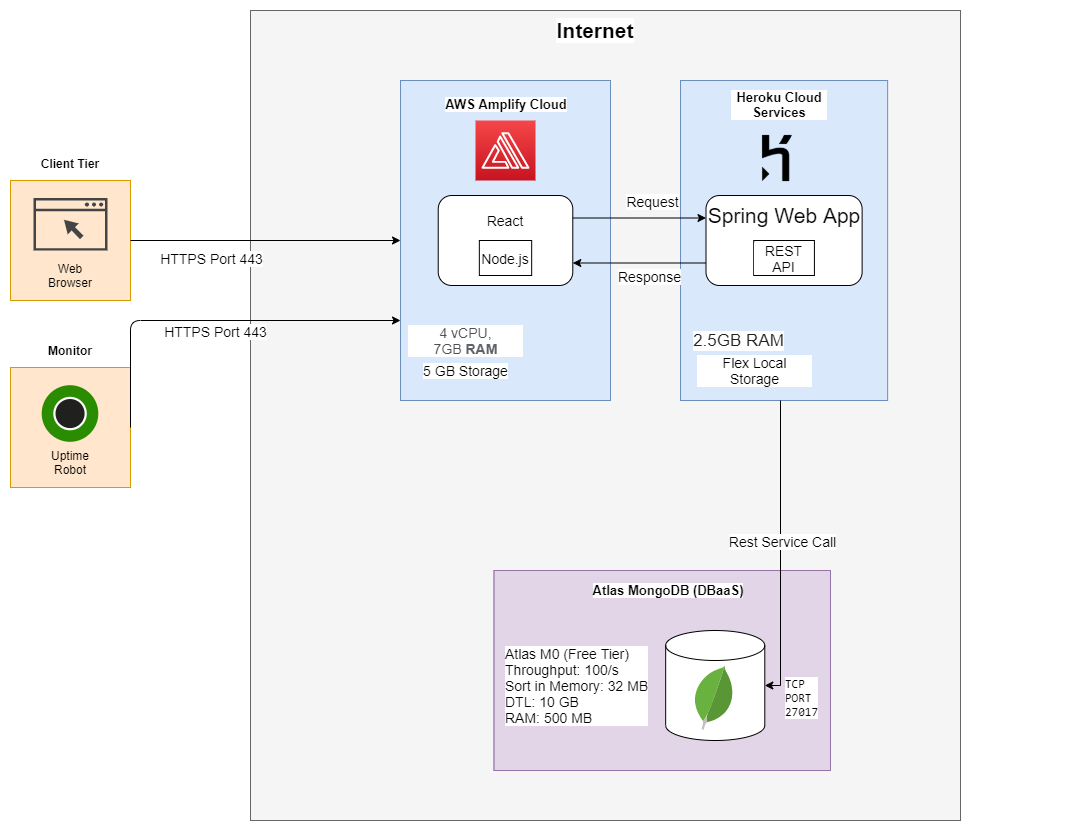 Internet
Client Tier
Web
Browser
HTTPS Port 443
Monitor
Uptime
Robot
HTTPS Port 443
AWS Amplify Cloud
React
Node.js
4 vCPU,
7GB RAM
5 GB Storage
Request
Response
Heroku Cloud
Services
Spring Web App
REST
API
2.5GB RAM
Flex Local
Storage
Rest Service Call
Atlas MongoDB (DBaaS)
Atlas M0 (Free Tier)
Throughput: 100/s
Sort in Memory: 32 MB
DTL: 10 GB
RAM: 500 MB
TCP
PORT
27017